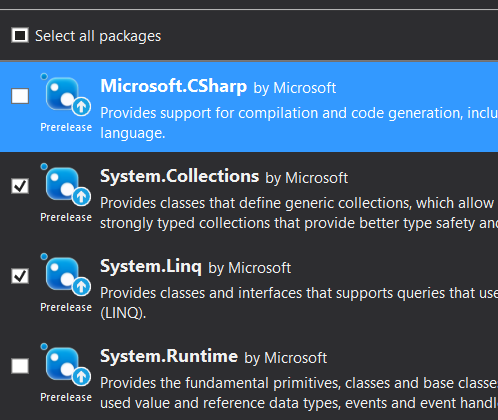 Select all packages
Microsoft.CSharp by Microsoft
Provides support for compilation and code generation, inclu
language.
Prerelease
System.Collections by Microsoft
Provides classes that define generic collections, which allow
strongly typed collections that provide better type safety and
Prerelease
System.Linq by Microsoft
Provides classes and interfaces that supports queries that use
(LINQ).
Prerelease
System.Runtime by Microsoft
Provides the fundamental primitives, classes and base classe
used value and reference data types, events and event handl
Prerelease